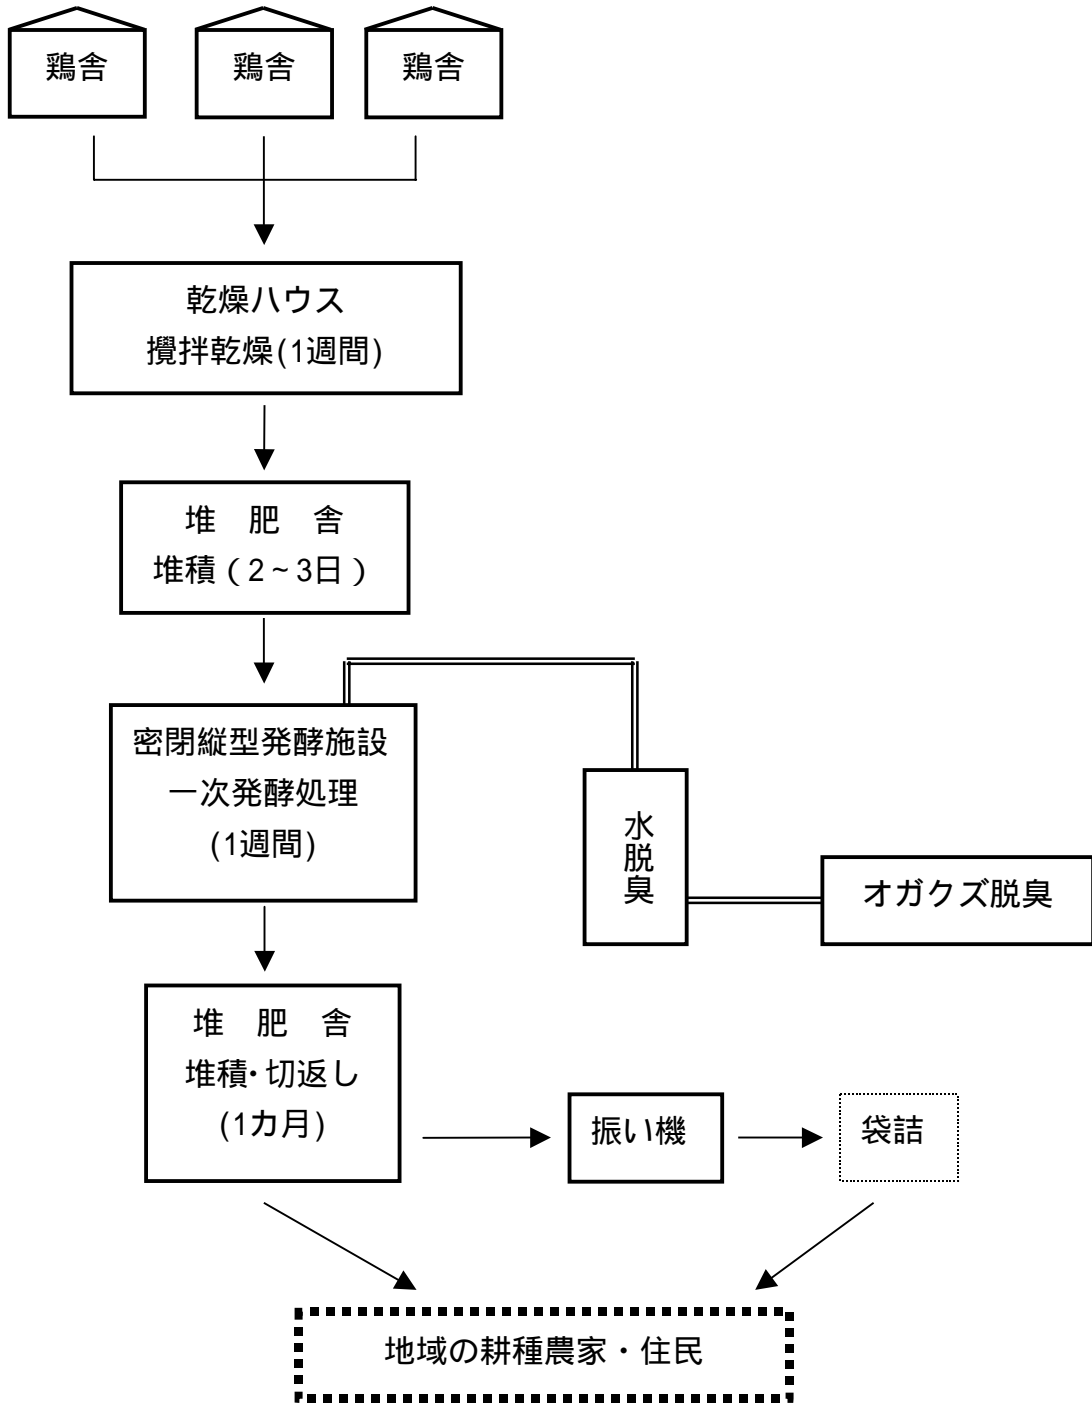 鶏舎
鶏舎
鶏舎
乾燥ハウス
攪拌乾燥(1週間)
堆　肥　舎
堆積（2～3日）
密閉縦型発酵施設
一次発酵処理
(1週間)
水脱臭
オガクズ脱臭
堆　肥　舎
堆積・切返し
(1カ月)
振い機
袋詰
地域の耕種農家・住民